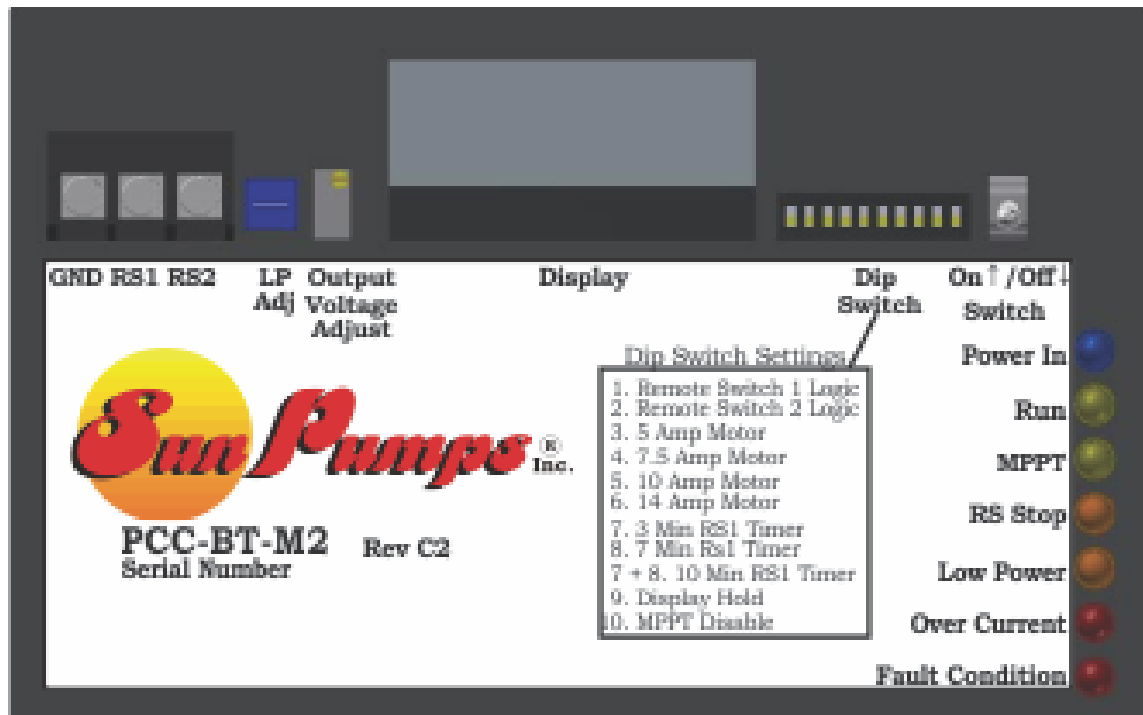 GND RS1 RS2
LP
Adj
Output
Voltage
Adjust
Display
Dip
Switch
On↑/Off↓
Switch
Dip Switch Settings
1. Remote Switch 1 Logic
2. Remote Switch 2 Logic
3. 5 Amp Motor
4. 7.5 Amp Motor
5. 10 Amp Motor
6. 14 Amp Motor
7. 3 Min RS1 Timer
8. 7 Min Rs1 Timer
7 + 8. 10 Min RS1 Timer
9. Display Hold
10. MPPT Disable
Power In
Run
MPPT
RS Stop
Low Power
Over Current
Fault Condition
Sun Pumps ® Inc.
PCC-BT-M2 Rev C2
Serial Number